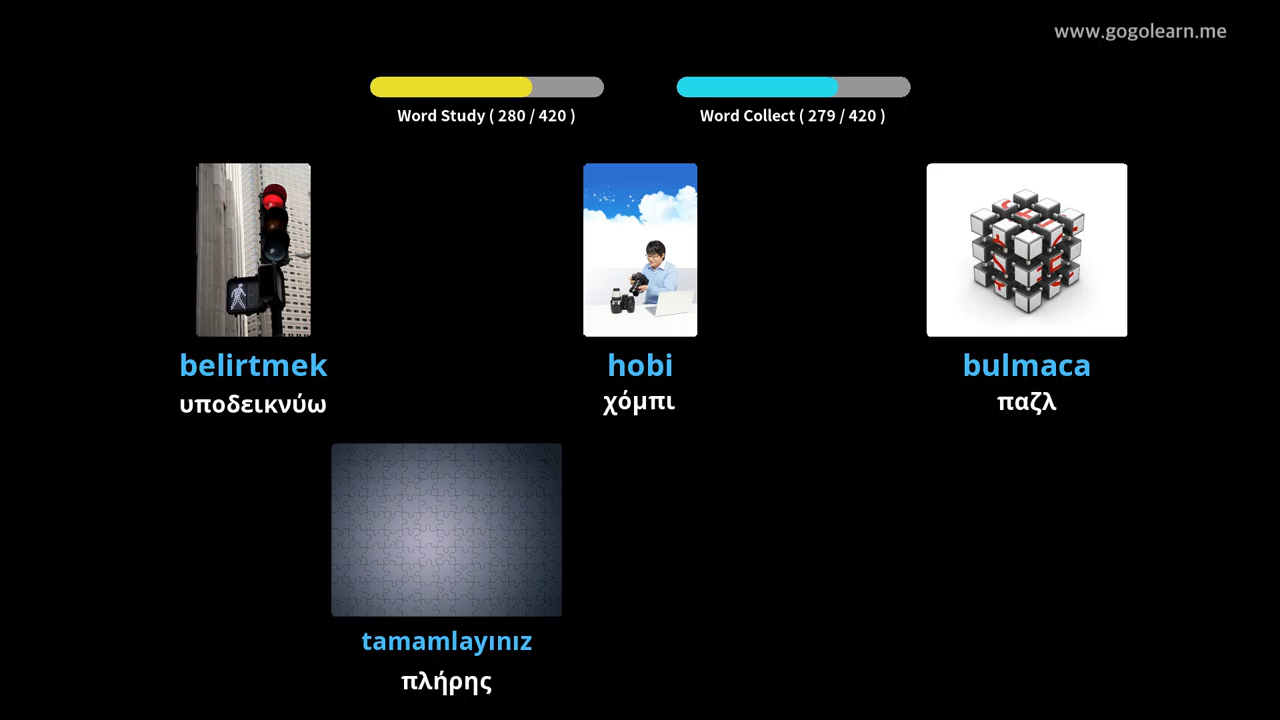 www.gogolearn.me
Word Study ( 280 / 420 )
Word Collect ( 279 / 420 )
belirtmek
υποδεικνύω
hobi
χόμπι
bulmaca
παζλ
tamamlayınız
πλήρης